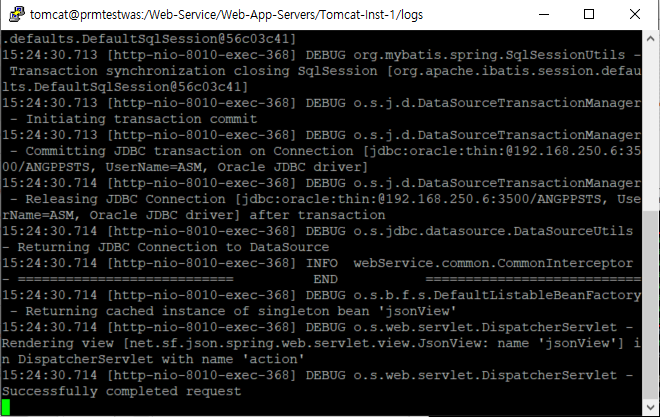 tomcat@prmtestwas:/Web-Service/Web-App-Servers/Tomcat-Inst-1/logs
.defaults.DefaultSqlSession@56c03c41]
15:24:30.713 [http-nio-8010-exec-368] DEBUG org.mybatis.spring.SqlSessionUtils -
 Transaction synchronization closing SqlSession [org.apache.ibatis.session.defau
lts.DefaultSqlSession@56c03c41]
15:24:30.713 [http-nio-8010-exec-368] DEBUG o.s.j.d.DataSourceTransactionManager
 - Initiating transaction commit
15:24:30.713 [http-nio-8010-exec-368] DEBUG o.s.j.d.DataSourceTransactionManager
 - Committing JDBC transaction on Connection [jdbc:oracle:thin:@192.168.250.6:35
00/ANGPPSTS, UserName=ASM, Oracle JDBC driver]
15:24:30.714 [http-nio-8010-exec-368] DEBUG o.s.j.d.DataSourceTransactionManager
 - Releasing JDBC Connection [jdbc:oracle:thin:@192.168.250.6:3500/ANGPPSTS, Use
rName=ASM, Oracle JDBC driver] after transaction
15:24:30.714 [http-nio-8010-exec-368] DEBUG o.s.jdbc.datasource.DataSourceUtils
- Returning JDBC Connection to DataSource
15:24:30.714 [http-nio-8010-exec-368] INFO  webService.common.CommonInterceptor
- ===========================          END           ===========================
15:24:30.714 [http-nio-8010-exec-368] DEBUG o.s.b.f.s.DefaultListableBeanFactory
 - Returning cached instance of singleton bean 'jsonView'
15:24:30.714 [http-nio-8010-exec-368] DEBUG o.s.web.servlet.DispatcherServlet -
Rendering view [net.sf.json.spring.web.servlet.view.JsonView: name 'jsonView'] i
n DispatcherServlet with name 'action'
15:24:30.714 [http-nio-8010-exec-368] DEBUG o.s.web.servlet.DispatcherServlet -
Successfully completed request